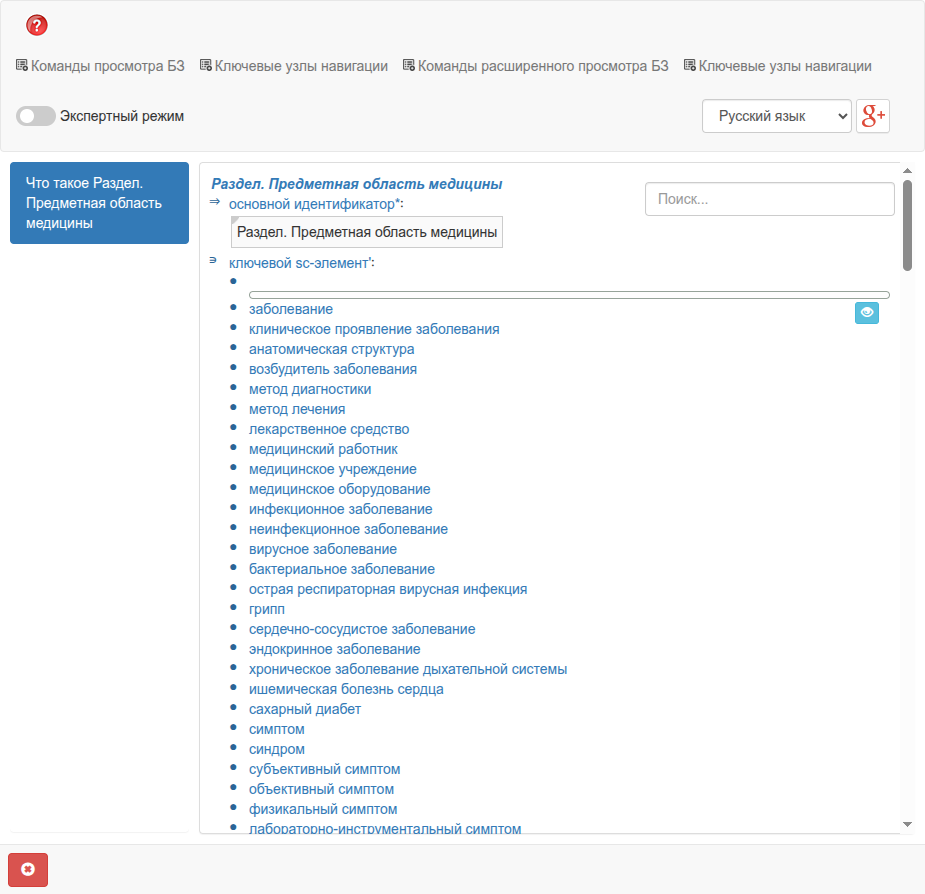 ?
Команды просмотра БЗ Ключевые узлы навигации Команды расширенного просмотра БЗ Ключевые узлы навигации
Экспертный режим
Русский язык
g+
Что такое Раздел.
Предметная область
медицины
Раздел. Предметная область медицины
Поиск...
⇒ основной идентификатор*:
Раздел. Предметная область медицины
∋ ключевой sc-элемент':
•
• заболевание
• клиническое проявление заболевания
• анатомическая структура
• возбудитель заболевания
• метод диагностики
• метод лечения
• лекарственное средство
• медицинский работник
• медицинское учреждение
• медицинское оборудование
• инфекционное заболевание
• неинфекционное заболевание
• вирусное заболевание
• бактериальное заболевание
• острая респираторная вирусная инфекция
• грипп
• сердечно-сосудистое заболевание
• эндокринное заболевание
• хроническое заболевание дыхательной системы
• ишемическая болезнь сердца
• сахарный диабет
• симптом
• синдром
• субъективный симптом
• объективный симптом
• физикальный симптом
• лабораторно-инструментальный симптом